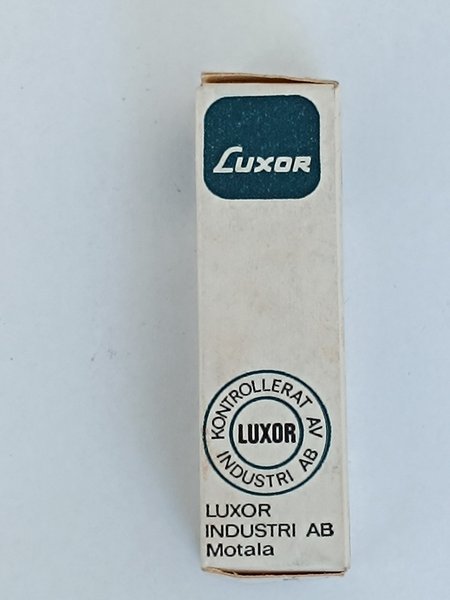 LUXOR
KONTROLLERAT AV
INDUSTRI AB
LUXOR
LUXOR
INDUSTRI AB
Motala